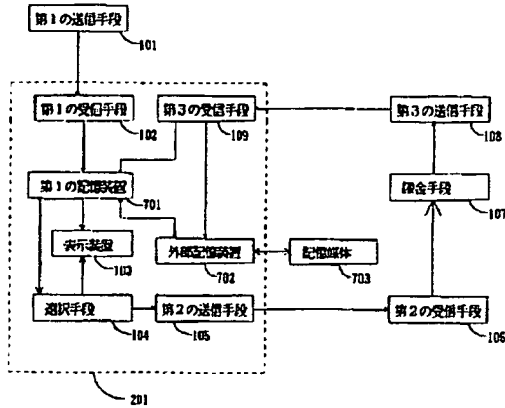 第1の送信手段
101
第1の受信手段
102
第3の受信手段
109
第3の送信手段
108
第1の記憶装置
701
課金手段
107
表示装置
103
外部記憶装置
702
記憶媒体
703
選択手段
104
第2の送信手段
105
第2の受信手段
106
201